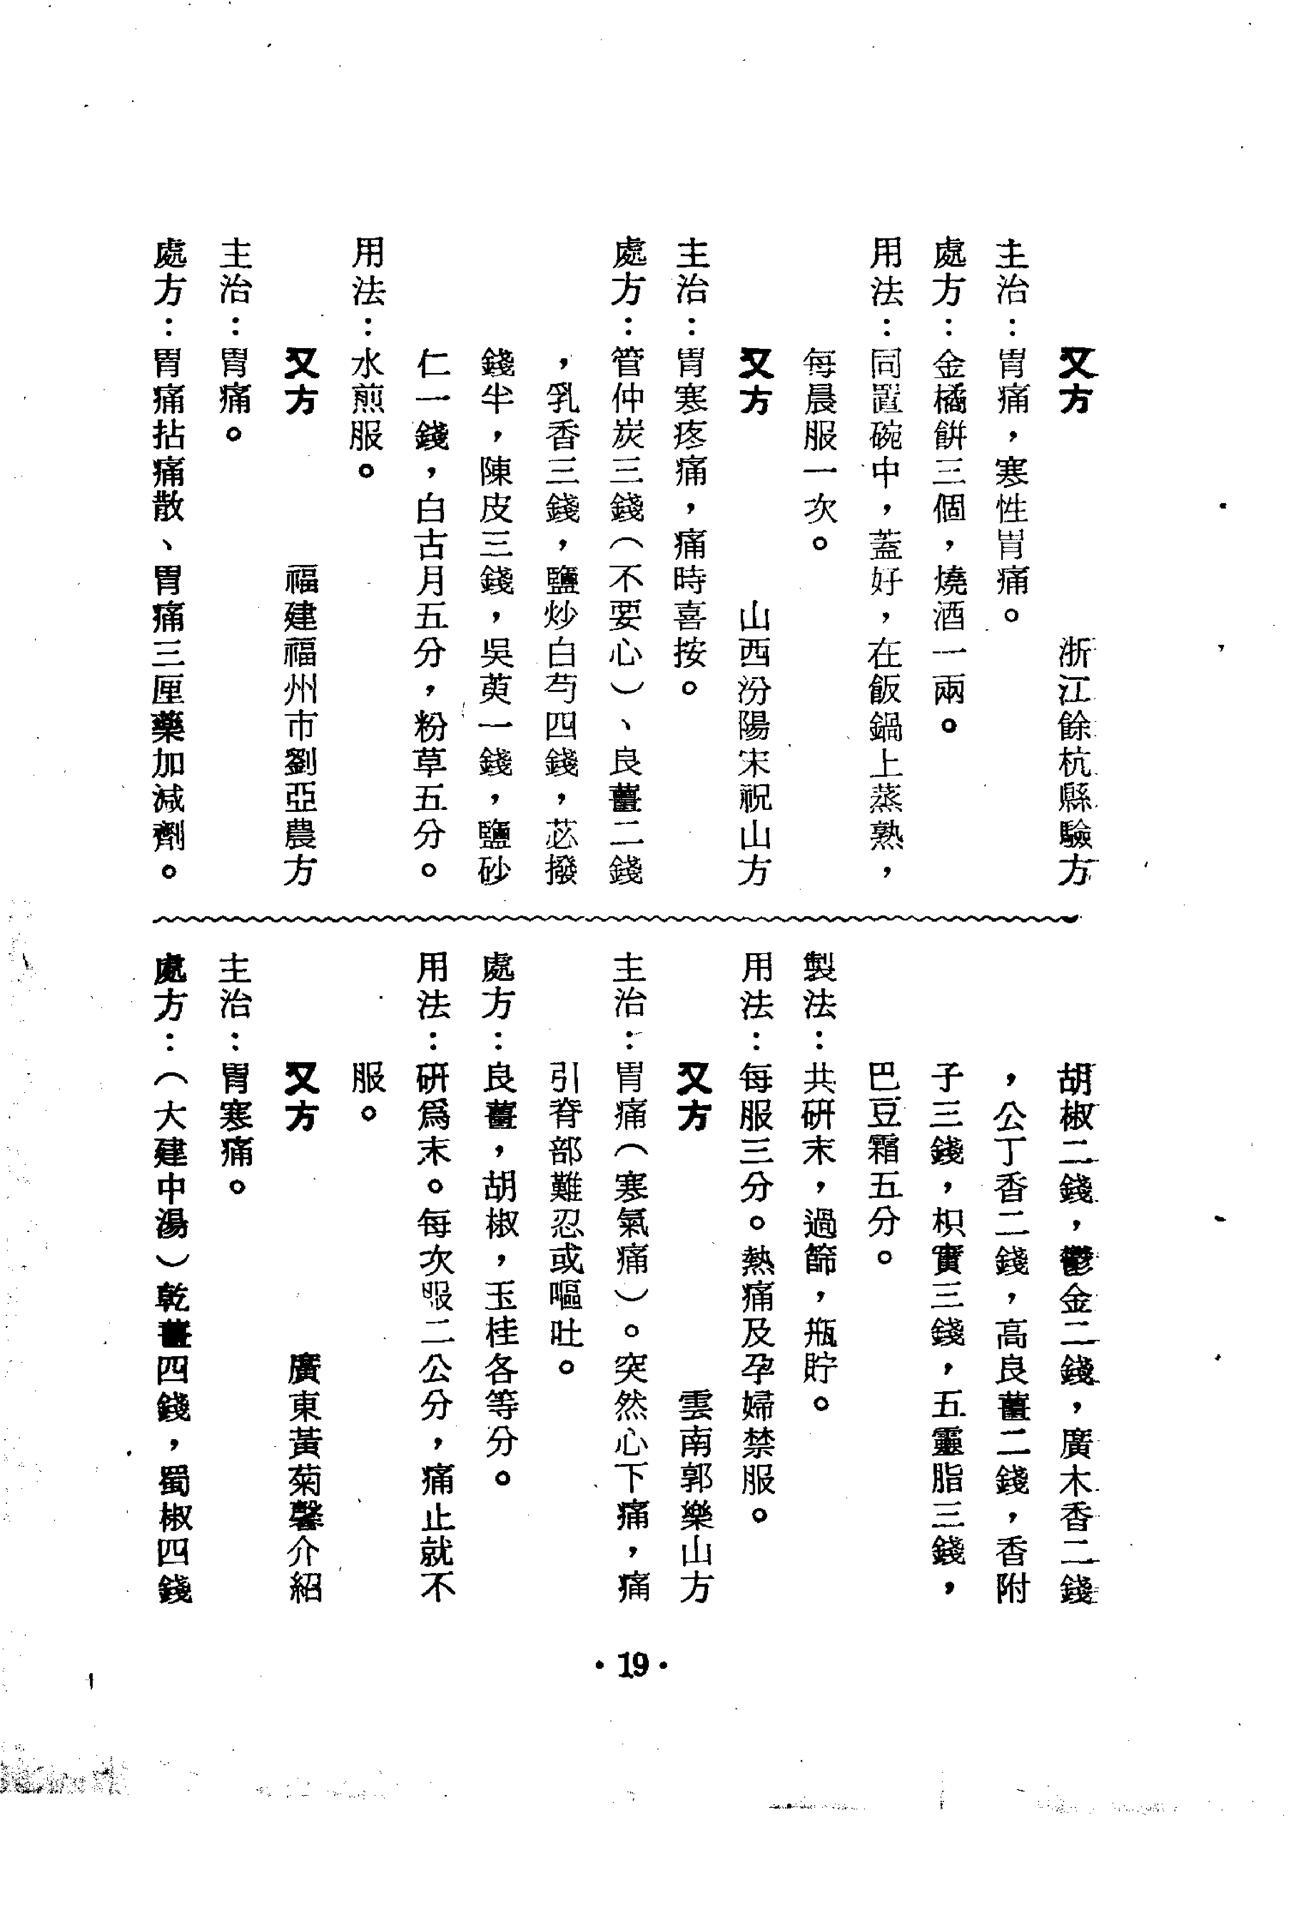 又方　浙江餘杭縣驗方
主治：胃痛，寒性胃痛。
處方：金橘餅三個，燒酒一兩。
用法：同置碗中，蓋好，在飯鍋上蒸熟，
每晨服一次。
又方　山西汾陽宋祝山方
主治：胃寒疼痛，痛時喜按。
處方：管仲炭三錢（不要心）、良薑二錢
，乳香三錢，鹽炒白芍四錢，苾撥
錢半，陳皮三錢，吳萸一錢，鹽砂
仁一錢，白古月五分，粉草五分。
用法：水煎服。
又方　福建福州市劉亞農方
主治：胃痛。
處方：胃痛拈痛散、胃痛三厘藥加減劑。
胡椒二錢，鬱金二錢，廣木香二錢
，公丁香二錢，高良薑二錢，香附
子三錢，枳實三錢，五靈脂三錢，
巴豆霜五分。
製法：共研末，過篩，瓶貯。
用法：每服三分。熱痛及孕婦禁服。
又方　雲南郭樂山方
主治：胃痛（寒氣痛）。突然心下痛，痛
引脊部難忍或嘔吐。
處方：良薑，胡椒，玉桂各等分。
用法：研爲末。每次服二公分，痛止就不
服。
又方　廣東黃菊馨介紹
主治：胃寒痛。
處方：（大建中湯）乾薑四錢，蜀椒四錢
·19·